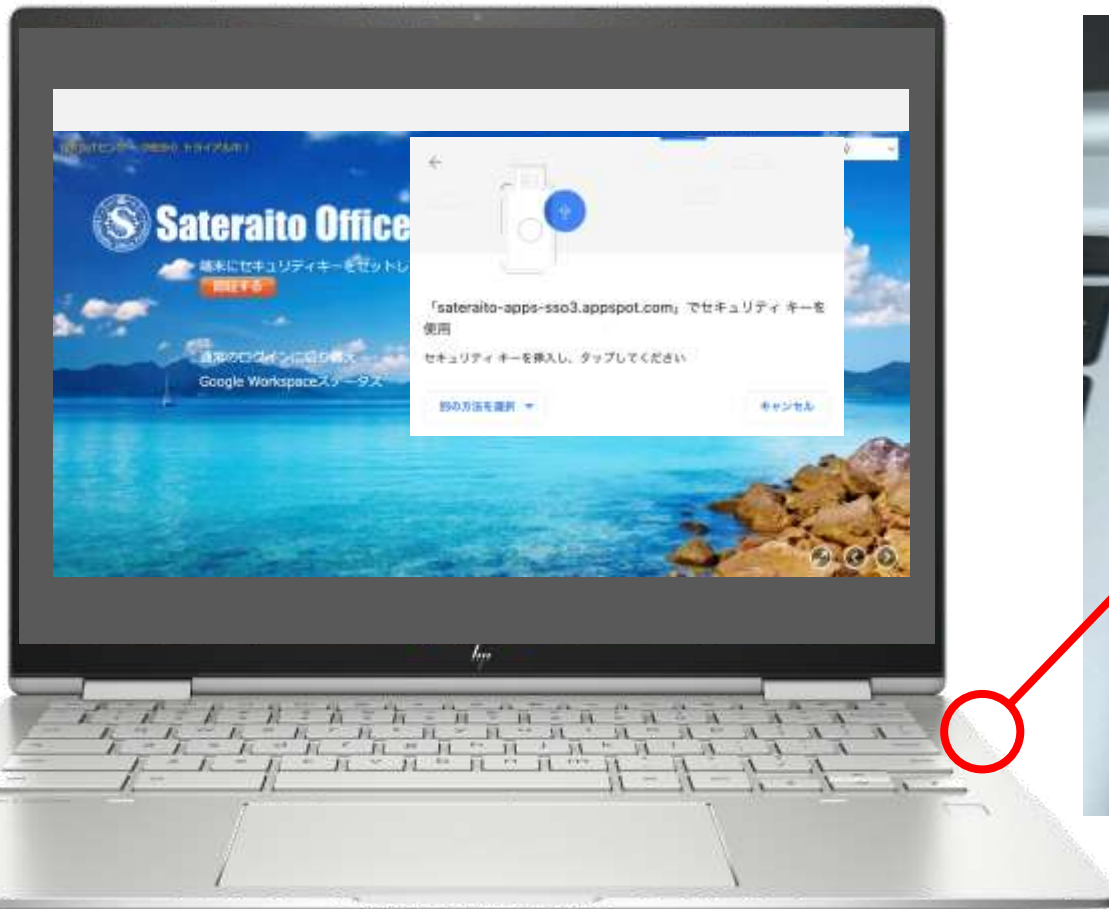 Sateraito Office
端末にセキュリティキーをセットし
認証する
通常のログインに切り替え
Google Workspaceステータス
「sateraito-apps-sso3.appspot.com」でセキュリティ キーを
使用
セキュリティ キーを挿入し、タップしてください
別の方法を選択
キャンセル
hp